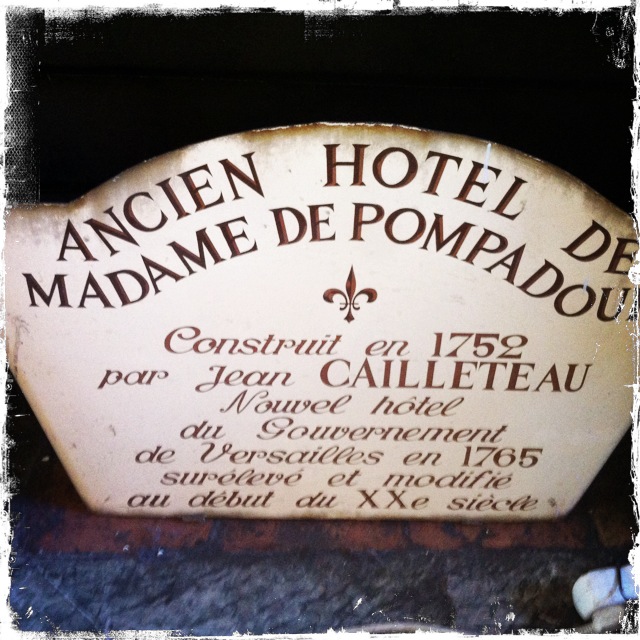 ANCIEN HOTEL DE
MADAME DE POMPADOU
Construit en 1752
par Jean CAILLETEAU
Nouvel hôtel
du Gouvernement
de Versailles en 1765
surélevé et modifié
au début du XXe siècle